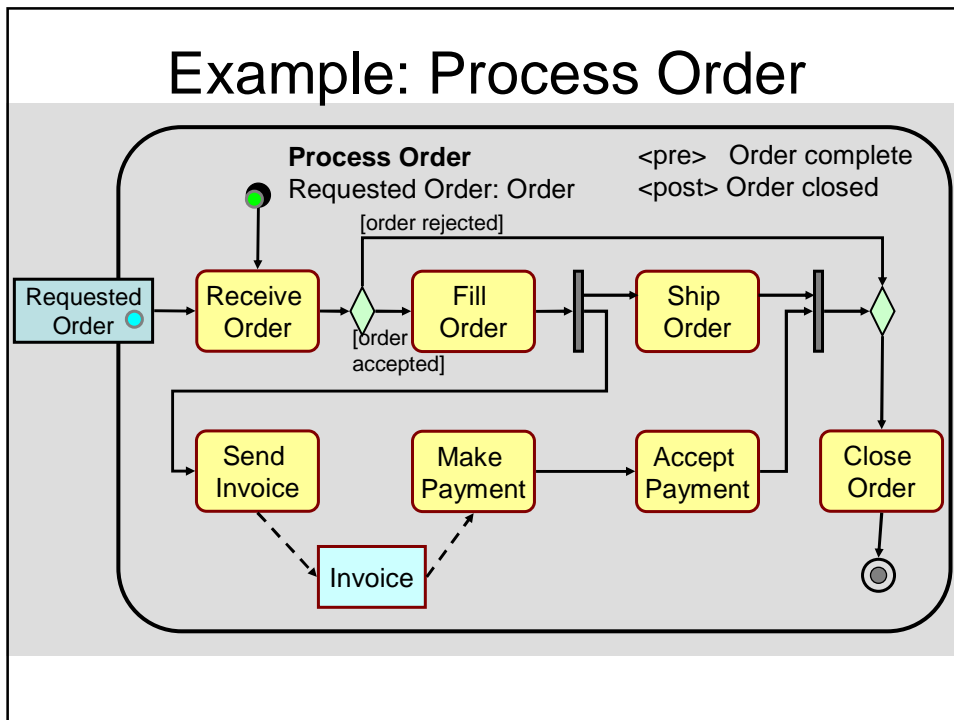 Example: Process Order
Process Order
Requested Order: Order
<pre> Order complete
<post> Order closed
[order rejected]
Requested
Order
Receive
Order
[order
accepted]
Fill
Order
Ship
Order
Send
Invoice
Make
Payment
Accept
Payment
Close
Order
Invoice